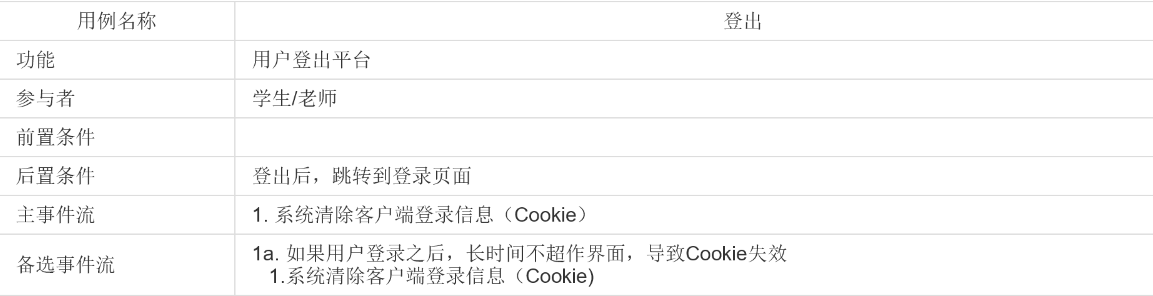 用例名称 登出
功能 用户登出平台
参与者 学生/老师
前置条件
后置条件 登出后，跳转到登录页面
主事件流 1. 系统清除客户端登录信息（Cookie）
备选事件流 1a. 如果用户登录之后，长时间不超作界面，导致Cookie失效
1.系统清除客户端登录信息（Cookie)